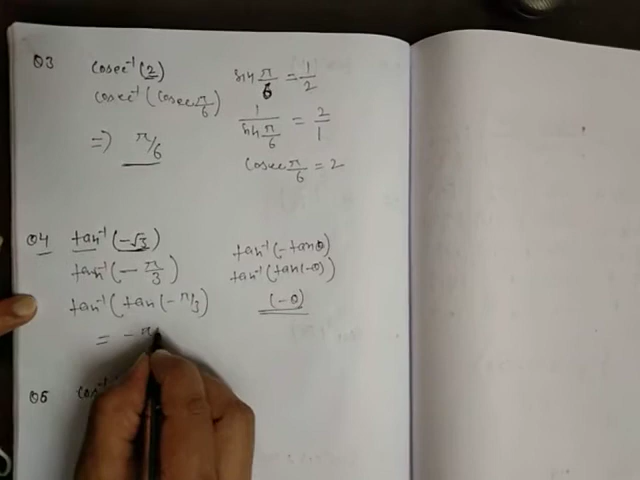 Q3 cosec⁻¹(2)
cosec⁻¹(cosec π/6)
⇒) π/6
sin π/6 = 1/2
1/sin π/6 = 2/1
cosec π/6 = 2
Q4 tan⁻¹(-√3)
tan⁻¹(- π/3)
tan⁻¹(tan(-π/3)
= - π
tan⁻¹(-tanθ)
tan⁻¹(tan(-θ))
(-θ)
Q5 cos⁻¹